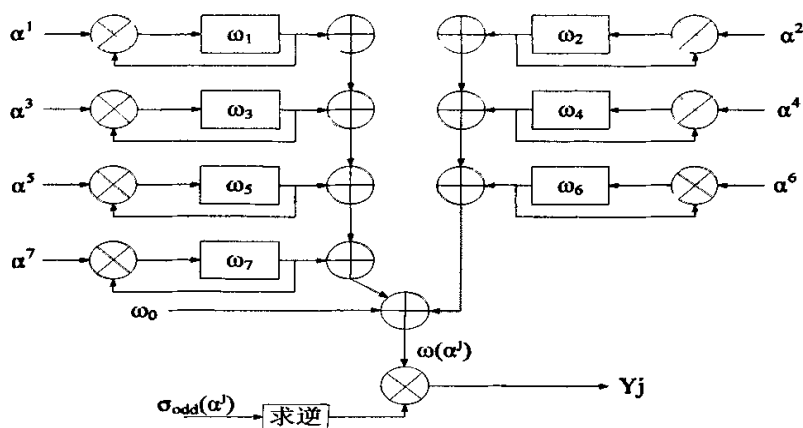 α¹ ω₁ ω₂ α²
α³ ω₃ ω₄ α⁴
α⁵ ω₅ ω₆ α⁶
α⁷ ω₇
ω₀
ω(αʲ)
σodd(αʲ) 求逆 Yj